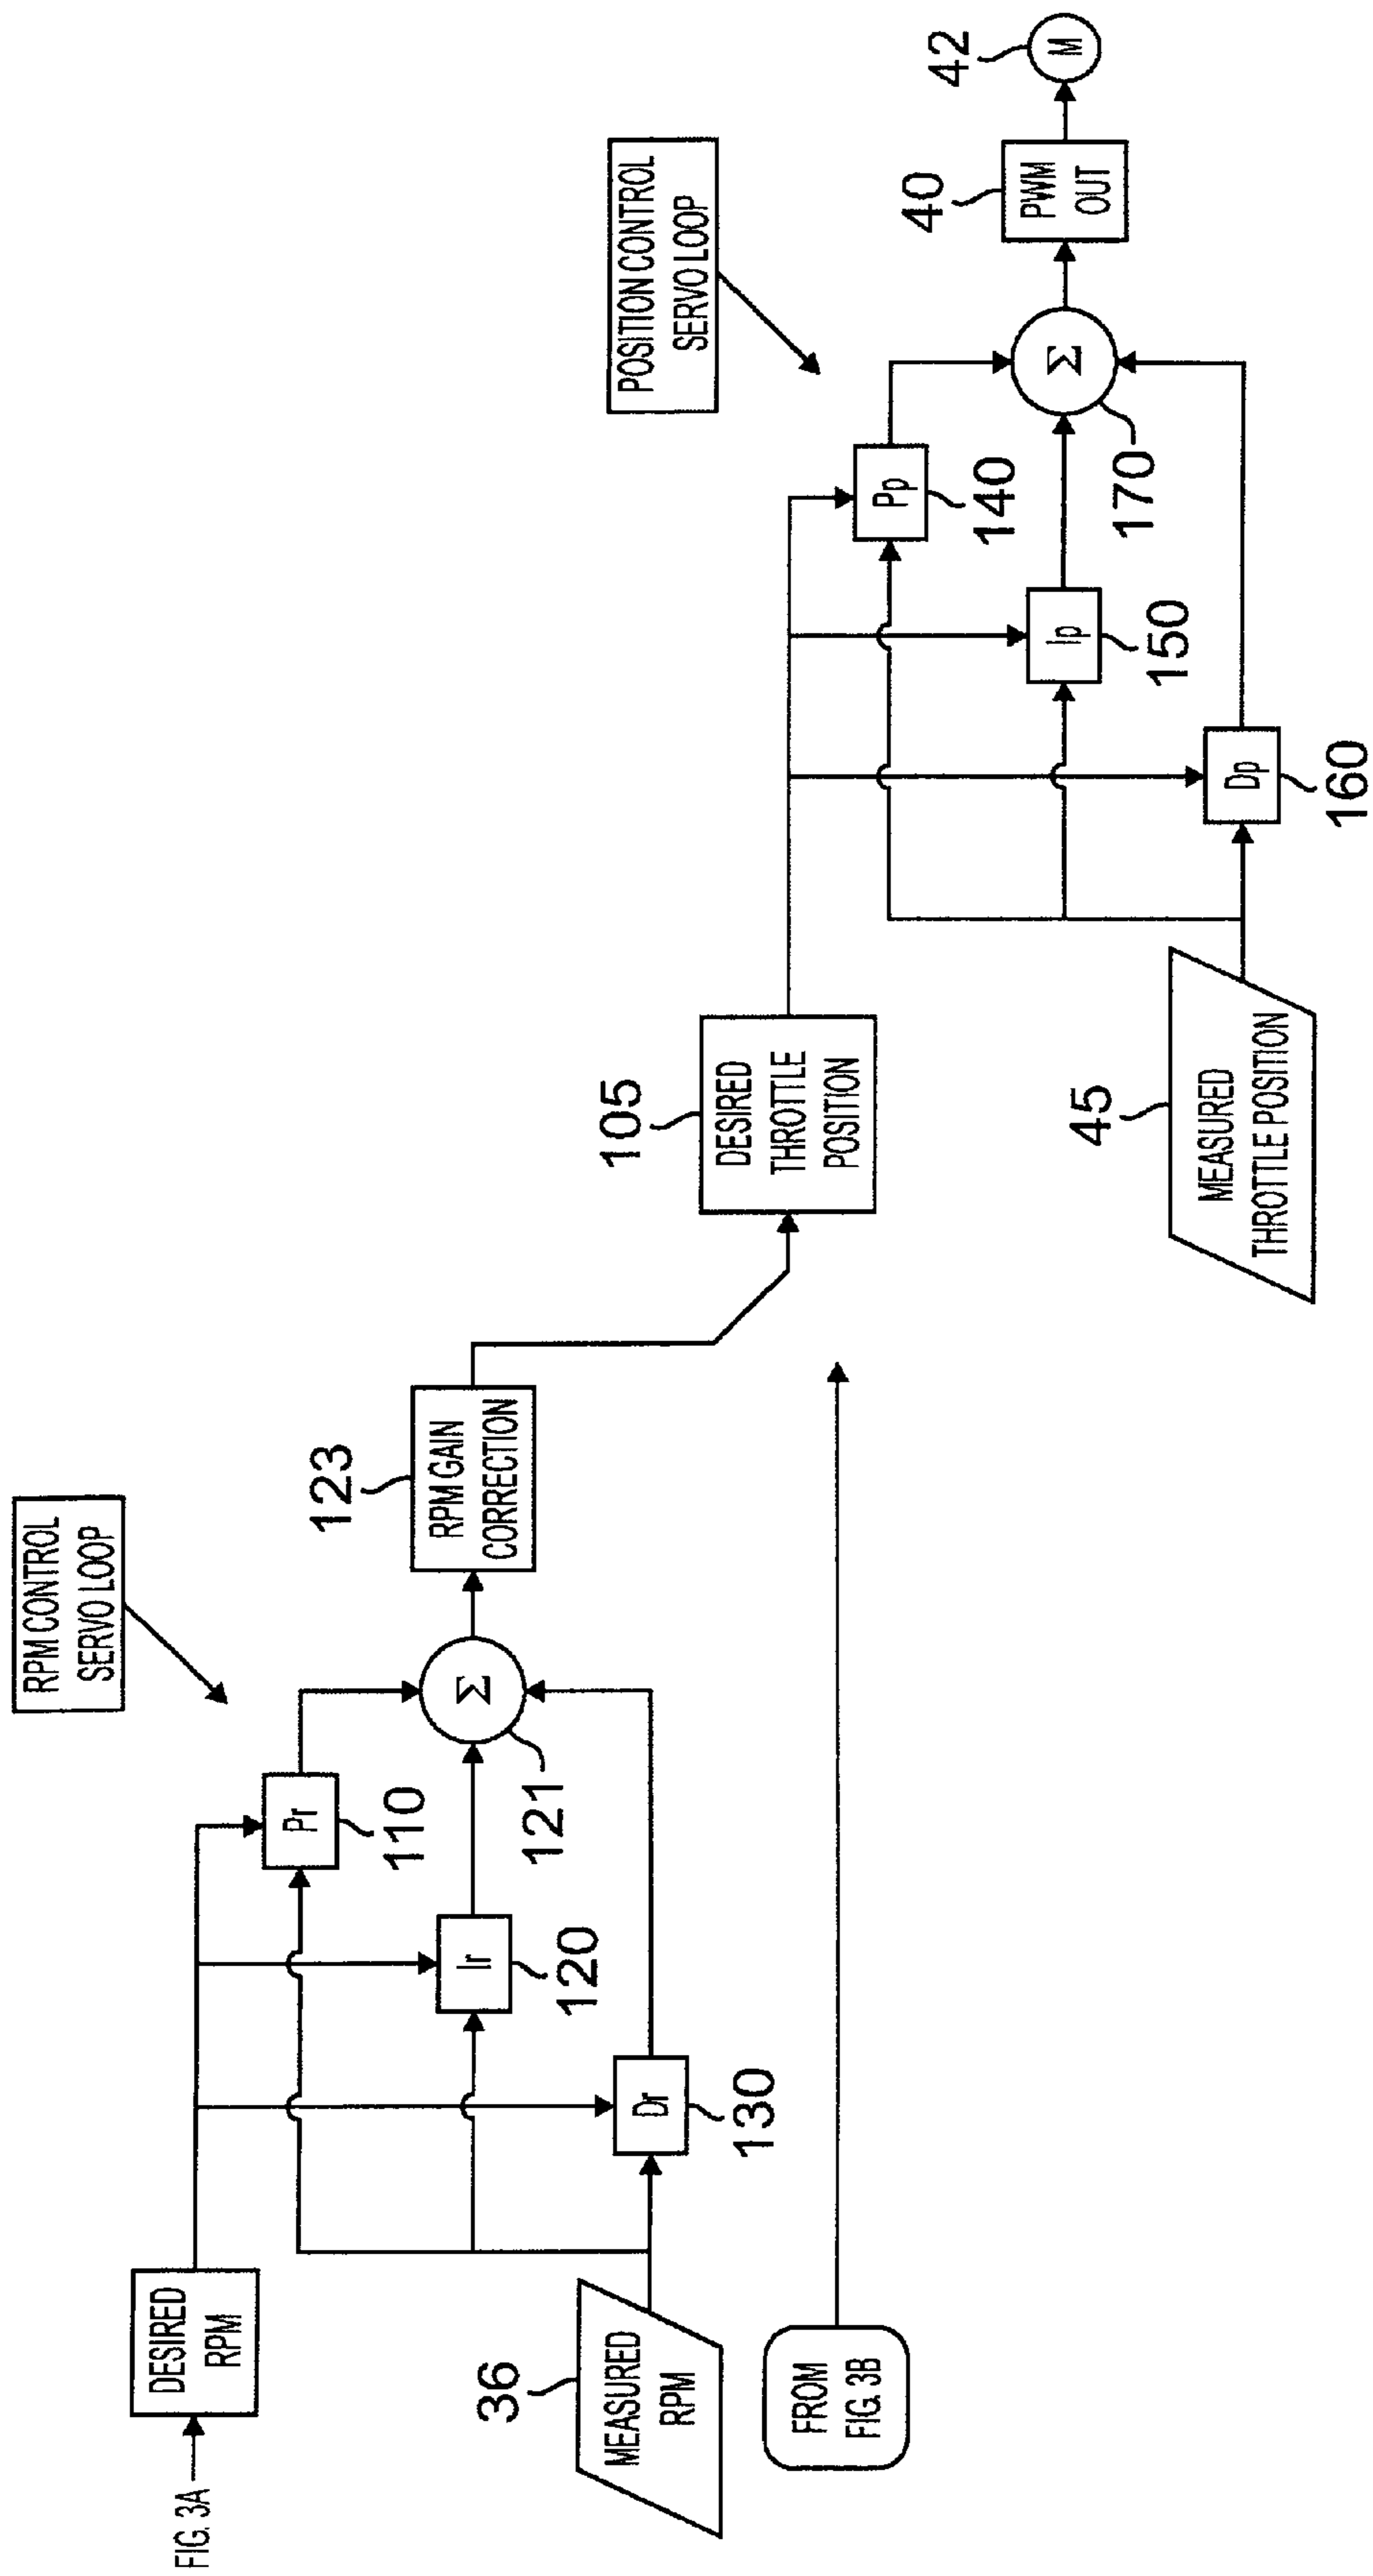 FIG. 3A
DESIRED
RPM
36
MEASURED
RPM
FROM
FIG. 3B
RPM CONTROL
SERVO LOOP
Pr
110
Ir
120
Dr
130
Σ
121
123
RPM GAIN
CORRECTION
105
DESIRED
THROTTLE
POSITION
45
MEASURED
THROTTLE POSITION
POSITION CONTROL
SERVO LOOP
Pp
140
Ip
150
Dp
160
Σ
170
40
PWM
OUT
42
M